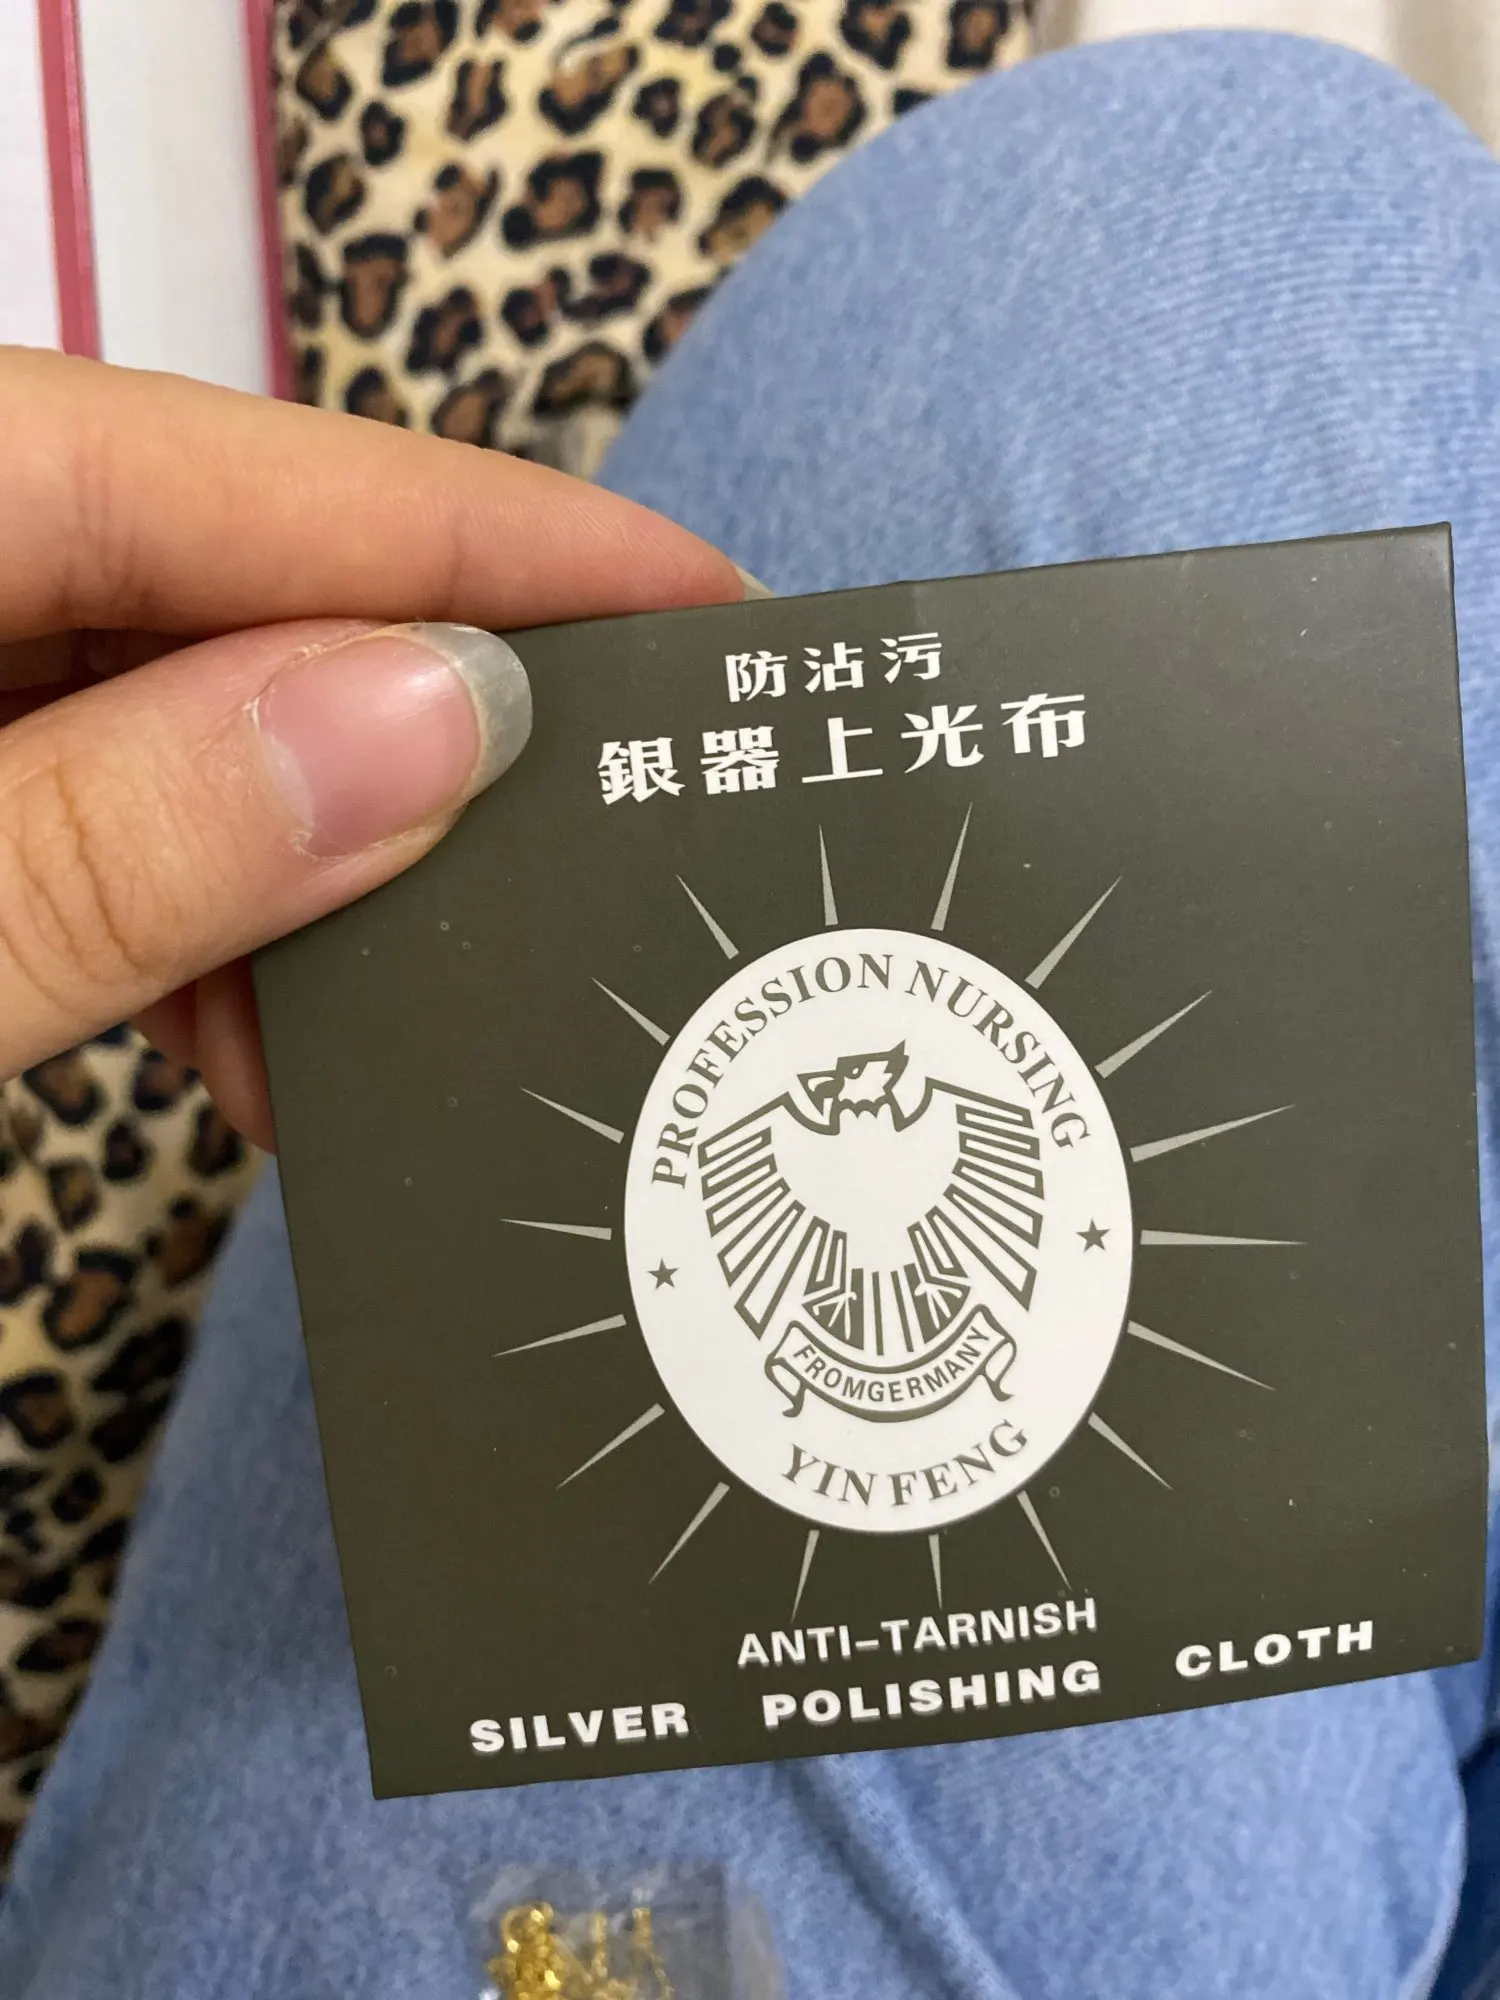 防沾污
銀器上光布
PROFESSION NURSING
FROMGERMANY
YIN FENG
ANTI-TARNISH
SILVER POLISHING CLOTH